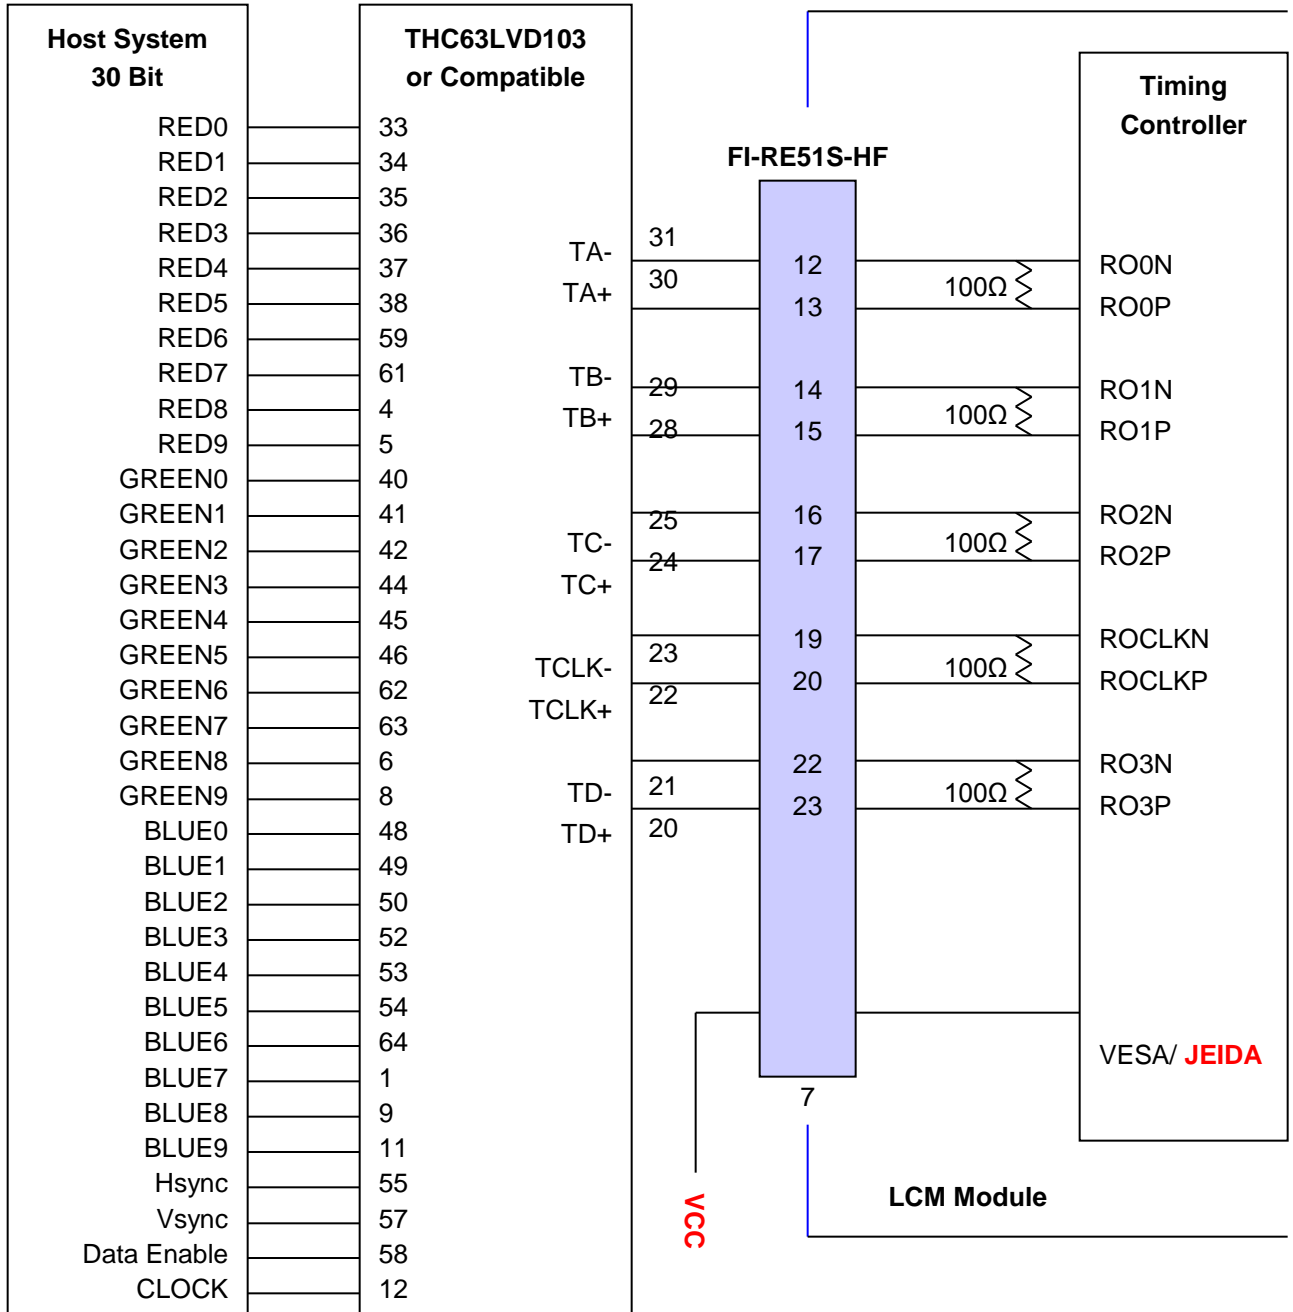 Host System
30 Bit
RED0
RED1
RED2
RED3
RED4
RED5
RED6
RED7
RED8
RED9
GREEN0
GREEN1
GREEN2
GREEN3
GREEN4
GREEN5
GREEN6
GREEN7
GREEN8
GREEN9
BLUE0
BLUE1
BLUE2
BLUE3
BLUE4
BLUE5
BLUE6
BLUE7
BLUE8
BLUE9
Hsync
Vsync
Data Enable
CLOCK
THC63LVD103
or Compatible
33
34
35
36
37
38
59
61
4
5
40
41
42
44
45
46
62
63
6
8
48
49
50
52
53
54
64
1
9
11
55
57
58
12
TA-
TA+
TB-
TB+
TC-
TC+
TCLK-
TCLK+
TD-
TD+
31
30
29
28
25
24
23
22
21
20
FI-RE51S-HF
12
13
14
15
16
17
19
20
22
23
7
100Ω
100Ω
100Ω
100Ω
100Ω
Timing
Controller
RO0N
RO0P
RO1N
RO1P
RO2N
RO2P
ROCLKN
ROCLKP
RO3N
RO3P
VESA/ JEIDA
VCC
LCM Module